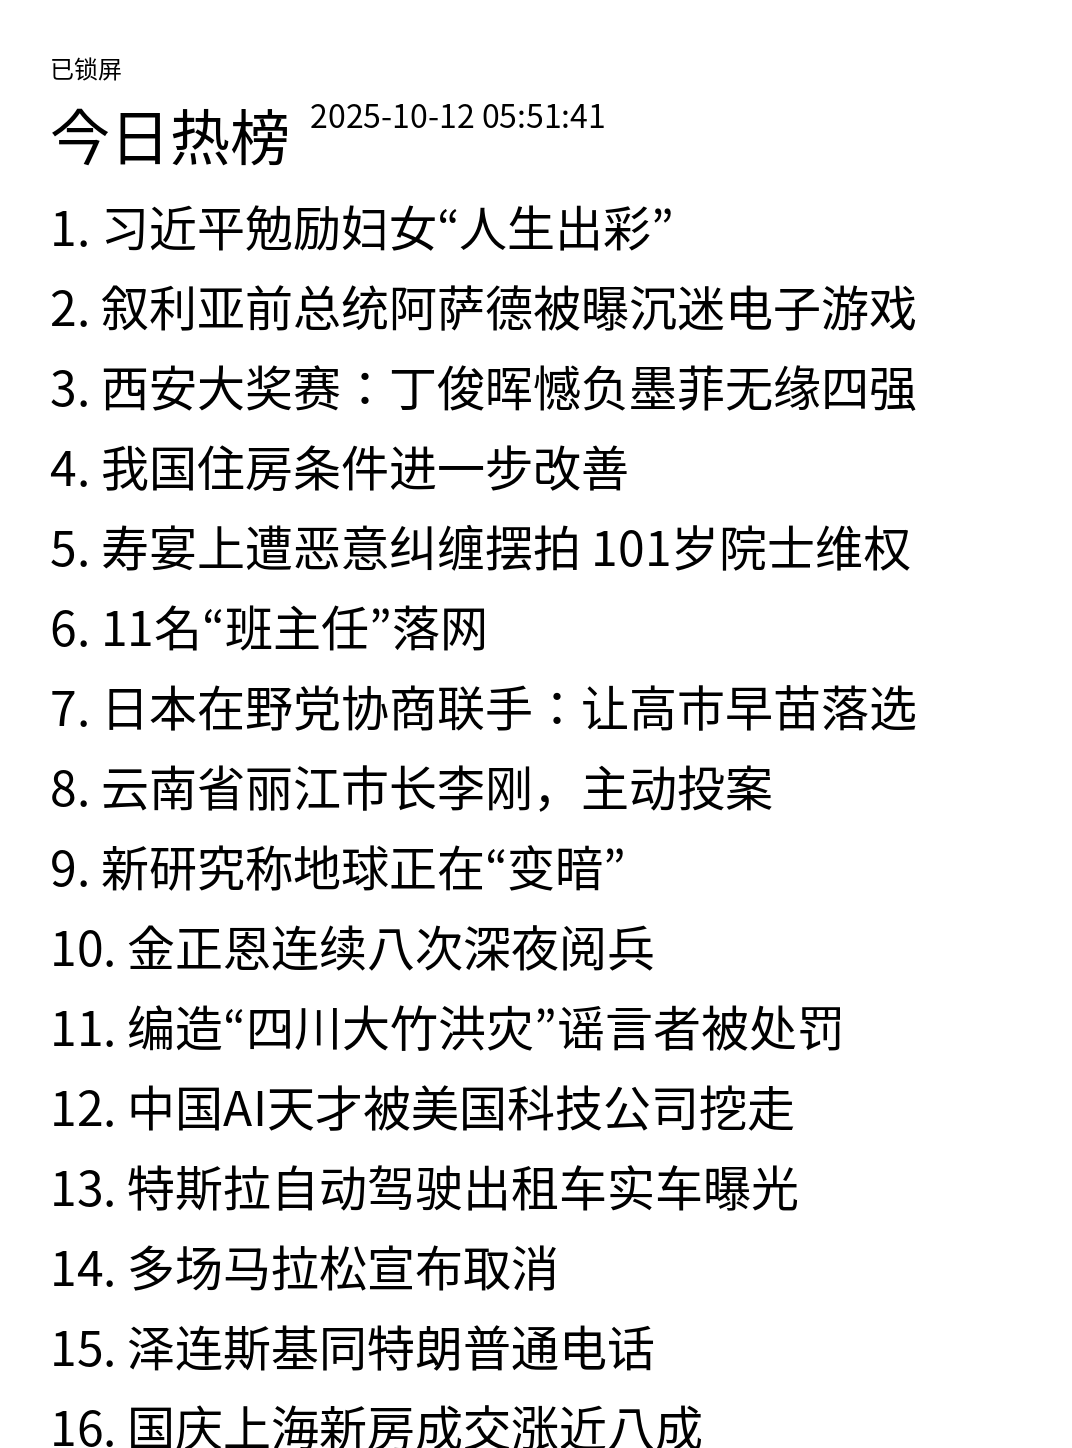 已锁屏
今日热榜 2025-10-12 05:51:41
1. 习近平勉励妇女“人生出彩”
2. 叙利亚前总统阿萨德被曝沉迷电子游戏
3. 西安大奖赛：丁俊晖憾负墨菲无缘四强
4. 我国住房条件进一步改善
5. 寿宴上遭恶意纠缠摆拍 101岁院士维权
6. 11名“班主任”落网
7. 日本在野党协商联手：让高市早苗落选
8. 云南省丽江市长李刚，主动投案
9. 新研究称地球正在“变暗”
10. 金正恩连续八次深夜阅兵
11. 编造“四川大竹洪灾”谣言者被处罚
12. 中国AI天才被美国科技公司挖走
13. 特斯拉自动驾驶出租车实车曝光
14. 多场马拉松宣布取消
15. 泽连斯基同特朗普通电话
16. 国庆上海新房成交涨近八成